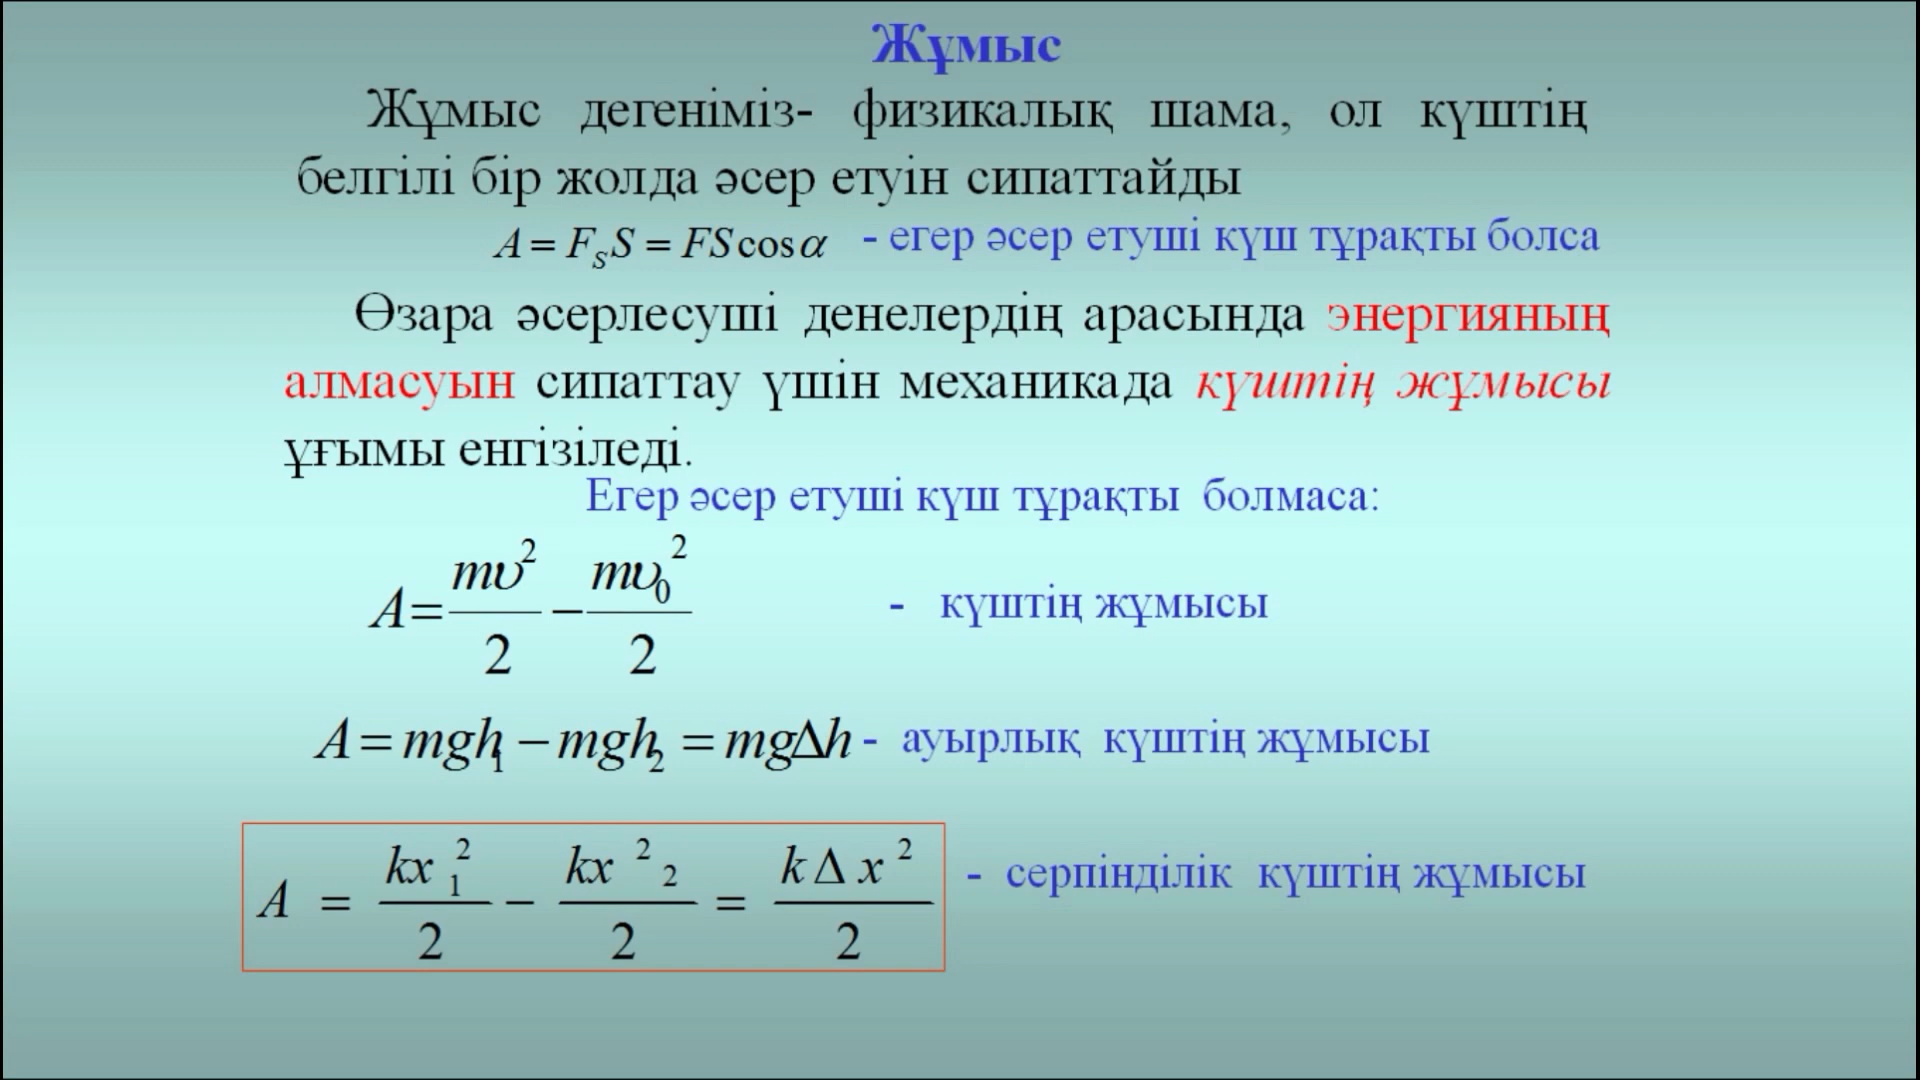 Жұмыс
Жұмыс дегеніміз- физикалық шама, ол күштің
белгілі бір жолда әсер етуін сипаттайды
A = F_S S = FS cos α - егер әсер етуші күш тұрақты болса
Өзара әсерлесуші денелердің арасында энергияның
алмасуын сипаттау үшін механикада күштің жұмысы
ұғымы енгізіледі.
Егер әсер етуші күш тұрақты болмаса:
A = mυ²/2 − mυ₀²/2 - күштің жұмысы
A = mgh₁ − mgh₂ = mgΔh - ауырлық күштің жұмысы
A = kx₁²/2 − kx²₂/2 = kΔx²/2 - серпінділік күштің жұмысы